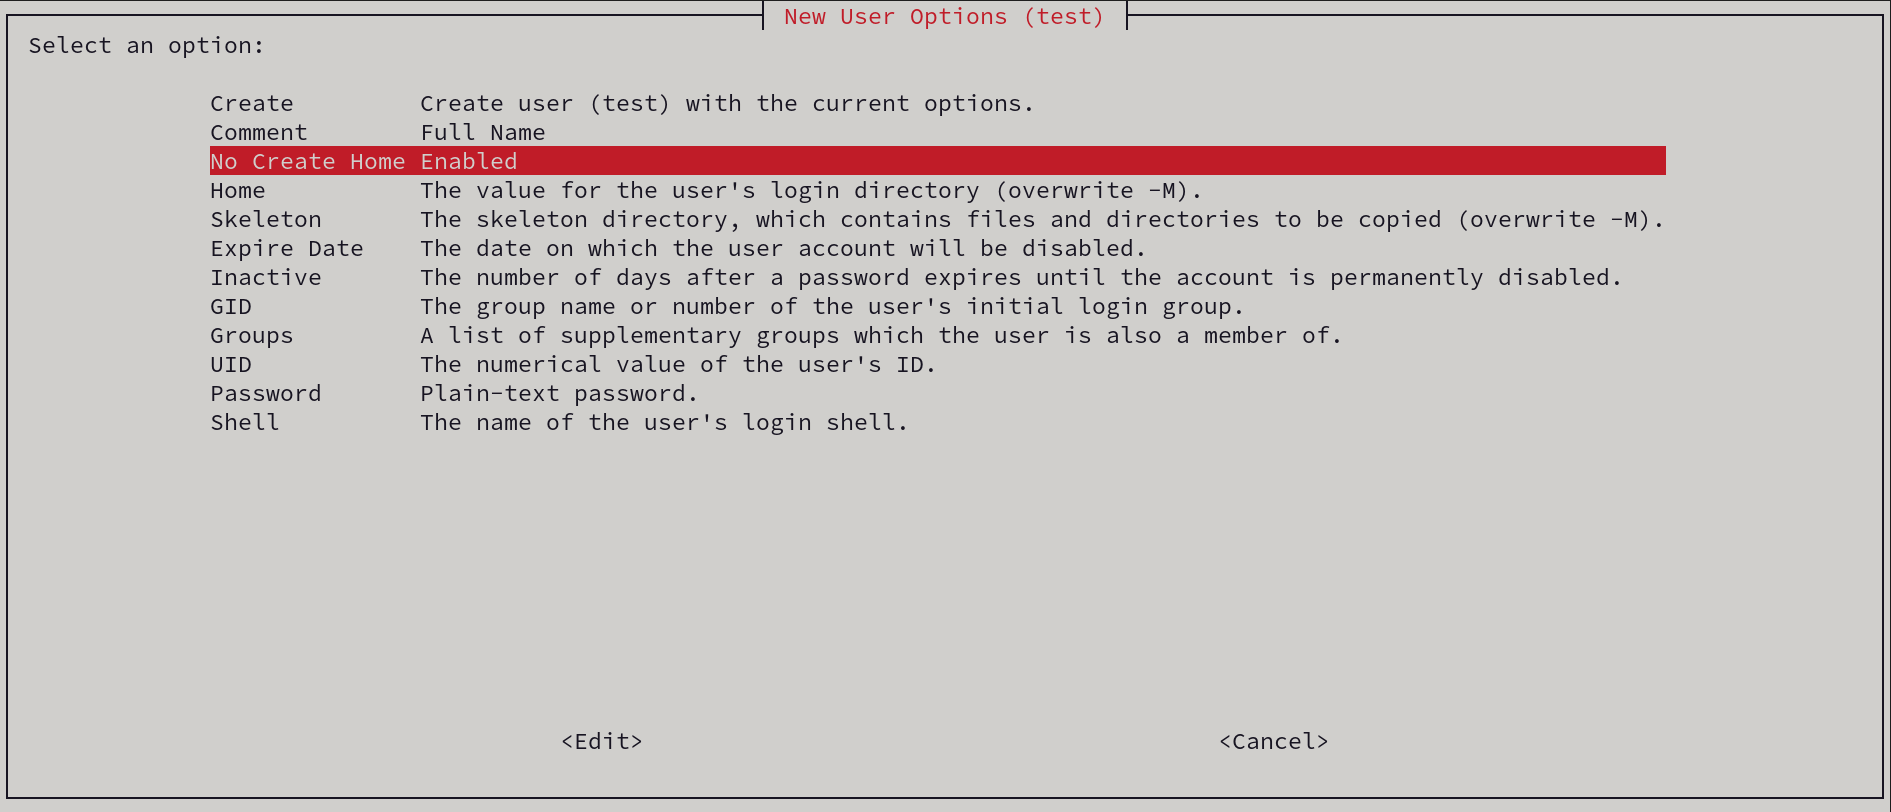 New User Options (test)
Select an option:
Create Create user (test) with the current options.
Comment Full Name
No Create Home Enabled
Home The value for the user's login directory (overwrite -M).
Skeleton The skeleton directory, which contains files and directories to be copied (overwrite -M).
Expire Date The date on which the user account will be disabled.
Inactive The number of days after a password expires until the account is permanently disabled.
GID The group name or number of the user's initial login group.
Groups A list of supplementary groups which the user is also a member of.
UID The numerical value of the user's ID.
Password Plain-text password.
Shell The name of the user's login shell.
<Edit> <Cancel>